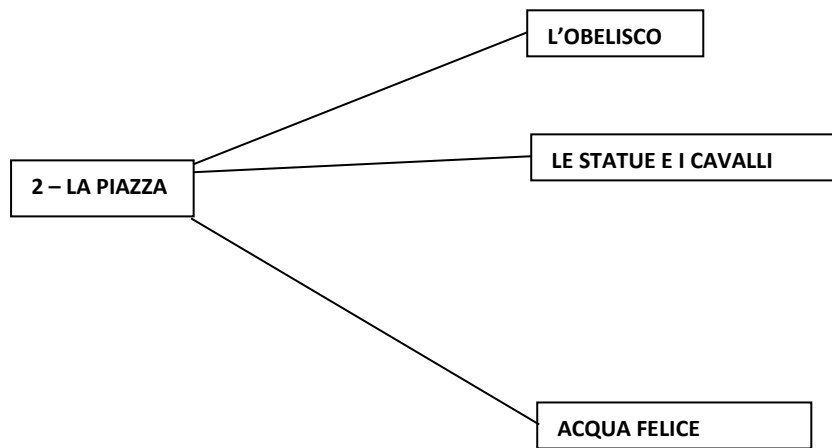 L’OBELISCO
LE STATUE E I CAVALLI
2 – LA PIAZZA
ACQUA FELICE